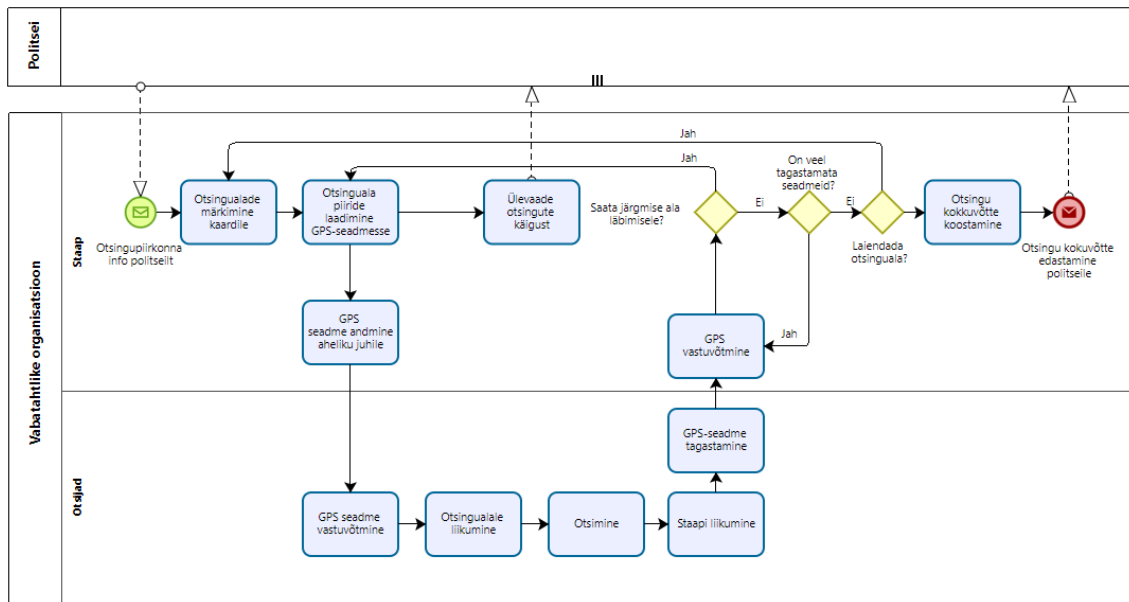 Politsei
Vabatahtlike organisatsioon
Staap
Otsijad
Jah
Jah
On veel
tagastamata
seadmeid?
Otsingualade
märkimine
kaardile
Otsinguala
piiride
laadimine
GPS-seadmesse
Ülevaade
otsingute
käigust
Saata järgmise ala
läbimisele?
Ei
Ei
Otsingu
kokkuvõtte
koostamine
Otsingupiirkonna
info politseilt
Laiendada
otsinguala?
Otsingu kokuvõtte
edastamine
politseile
GPS
seadme andmine
aheliku juhile
GPS
vastuvõtmine
Jah
GPS-seadme
tagastamine
GPS seadme
vastuvõtmine
Otsingualale
liikumine
Otsimine
Staapi liikumine